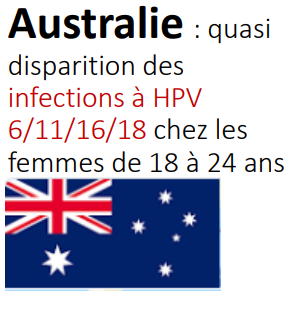 Australie : quasi
disparition des
infections à HPV
6/11/16/18 chez les
femmes de 18 à 24 ans